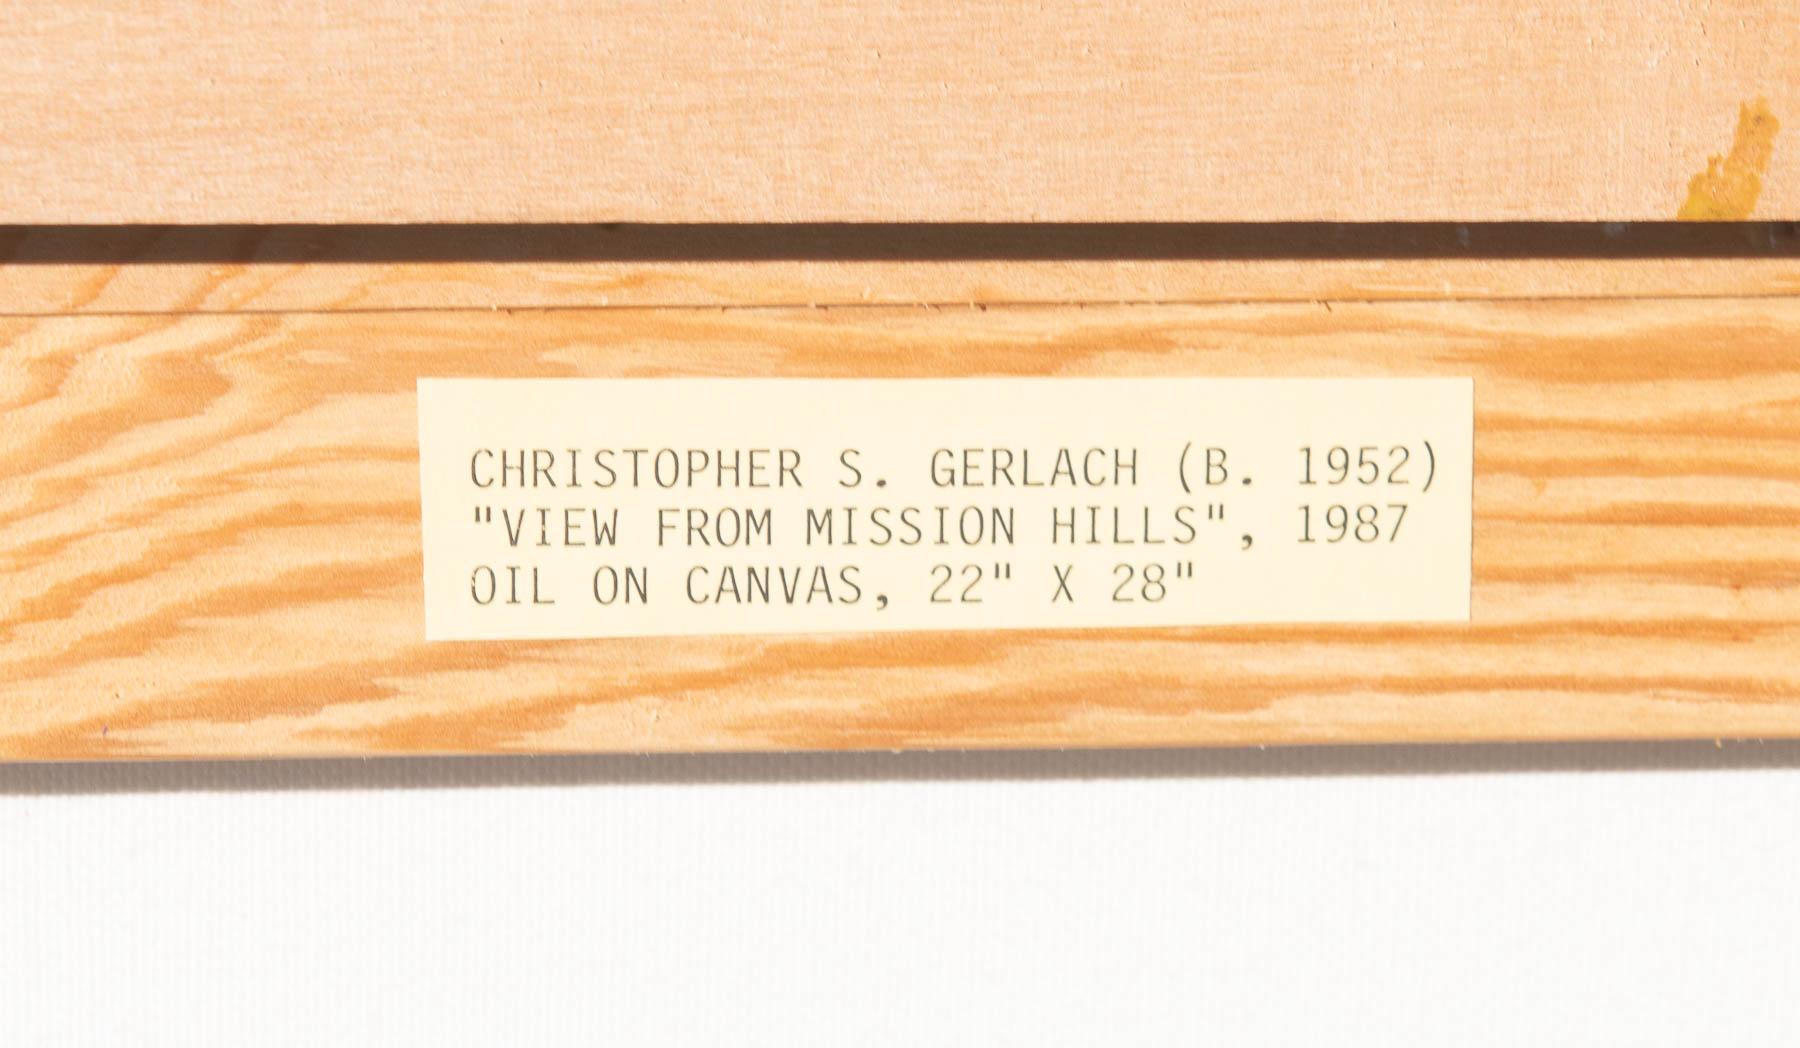 CHRISTOPHER S. GERLACH (B. 1952)
"VIEW FROM MISSION HILLS", 1987
OIL ON CANVAS, 22" X 28"